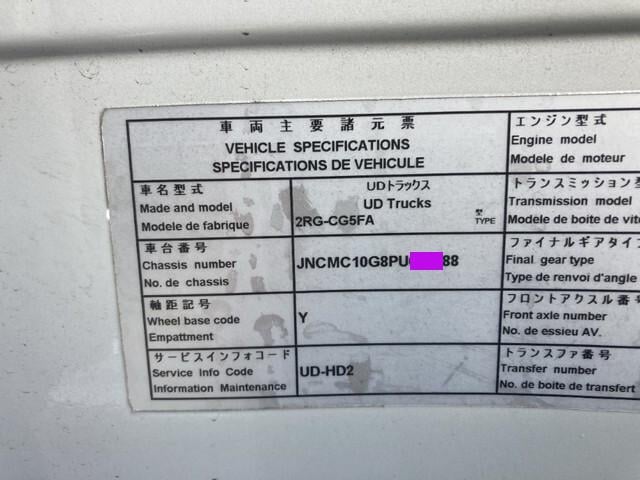 車両主要諸元票
VEHICLE SPECIFICATIONS
SPECIFICATIONS DE VEHICULE
車名型式
Made and model
Modele de fabrique
UDトラックス
UD Trucks
2RG-CG5FA
型
TYPE
車台番号
Chassis number
No. de chassis
JNCMC10G8PU 88
軸距記号
Wheel base code
Empattment
Y
サービスインフォコード
Service Info Code
Information Maintenance
UD-HD2
エンジン型式
Engine model
Modele de moteur
トランスミッション型
Transmission model
Modele de boite de vite
ファイナルギアタイ
Final gear type
Type de renvoi d'angle
フロントアクスル番号
Front axle number
No. de essieu AV.
トランスファ番号
Transfer number
No. de boite de transfert